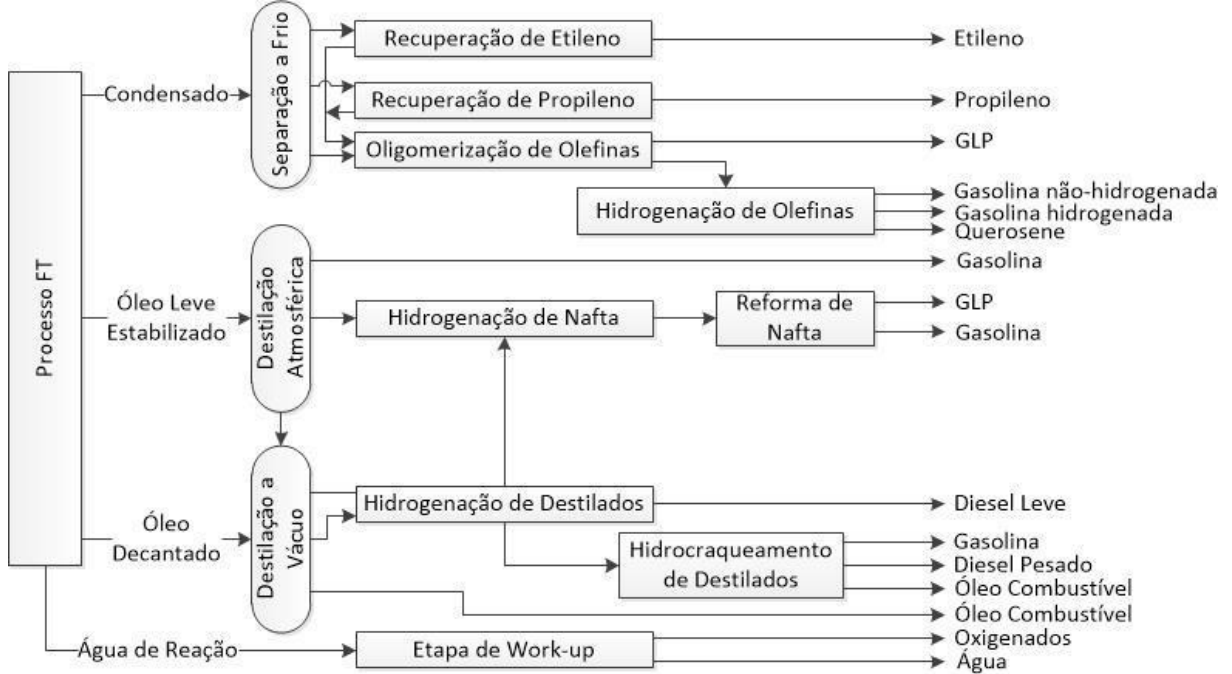 Processo FT
Condensado
Separação a Frio
Recuperação de Etileno
Etileno
Recuperação de Propileno
Propileno
Oligomerização de Olefinas
GLP
Hidrogenação de Olefinas
Gasolina não-hidrogenada
Gasolina hidrogenada
Querosene
Óleo Leve
Estabilizado
Destilação
Atmosférica
Gasolina
Hidrogenação de Nafta
Reforma de
Nafta
GLP
Gasolina
Óleo
Decantado
Destilação a
Vácuo
Hidrogenação de Destilados
Diesel Leve
Hidrocraqueamento
de Destilados
Gasolina
Diesel Pesado
Óleo Combustível
Óleo Combustível
Água de Reação
Etapa de Work-up
Oxigenados
Água